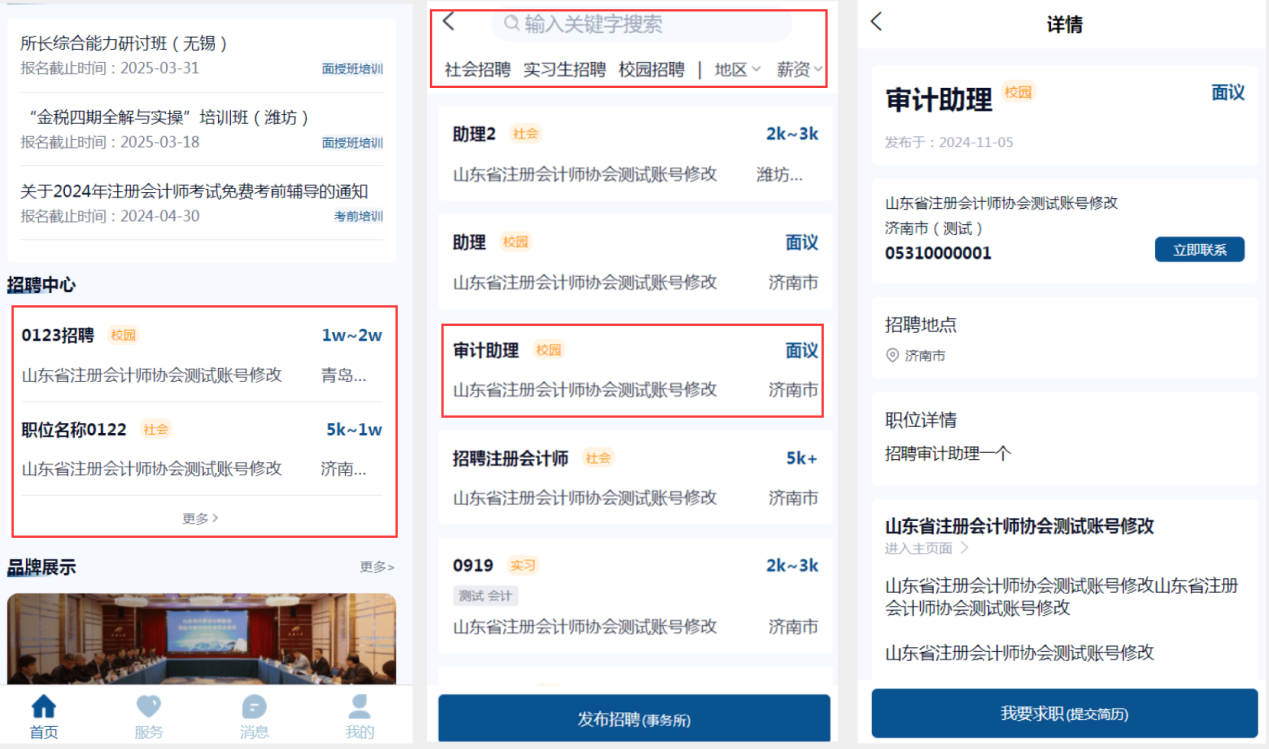 所长综合能力研讨班（无锡）
报名截止时间：2025-03-31 面授班培训
“金税四期全解与实操”培训班（潍坊）
报名截止时间：2025-03-18 面授班培训
关于2024年注册会计师考试免费考前辅导的通知
报名截止时间：2024-04-30 考前培训
招聘中心
0123招聘 校园 1w~2w
山东省注册会计师协会测试账号修改 青岛...
职位名称0122 社会 5k~1w
山东省注册会计师协会测试账号修改 济南...
更多 >
品牌展示 更多>
首页 服务 消息 我的
输入关键字搜索
社会招聘 实习生招聘 校园招聘 | 地区 薪资
助理2 社会 2k~3k
山东省注册会计师协会测试账号修改 潍坊...
助理 校园 面议
山东省注册会计师协会测试账号修改 济南市
审计助理 校园 面议
山东省注册会计师协会测试账号修改 济南市
招聘注册会计师 社会 5k+
山东省注册会计师协会测试账号修改 济南市
0919 实习 2k~3k
测试 会计
山东省注册会计师协会测试账号修改 济南市
发布招聘(事务所)
详情
审计助理 校园 面议
发布于：2024-11-05
山东省注册会计师协会测试账号修改
济南市（测试）
05310000001 立即联系
招聘地点
济南市
职位详情
招聘审计助理一个
山东省注册会计师协会测试账号修改
进入主页面 >
山东省注册会计师协会测试账号修改山东省注册
会计师协会测试账号修改
山东省注册会计师协会测试账号修改
我要求职(提交简历)